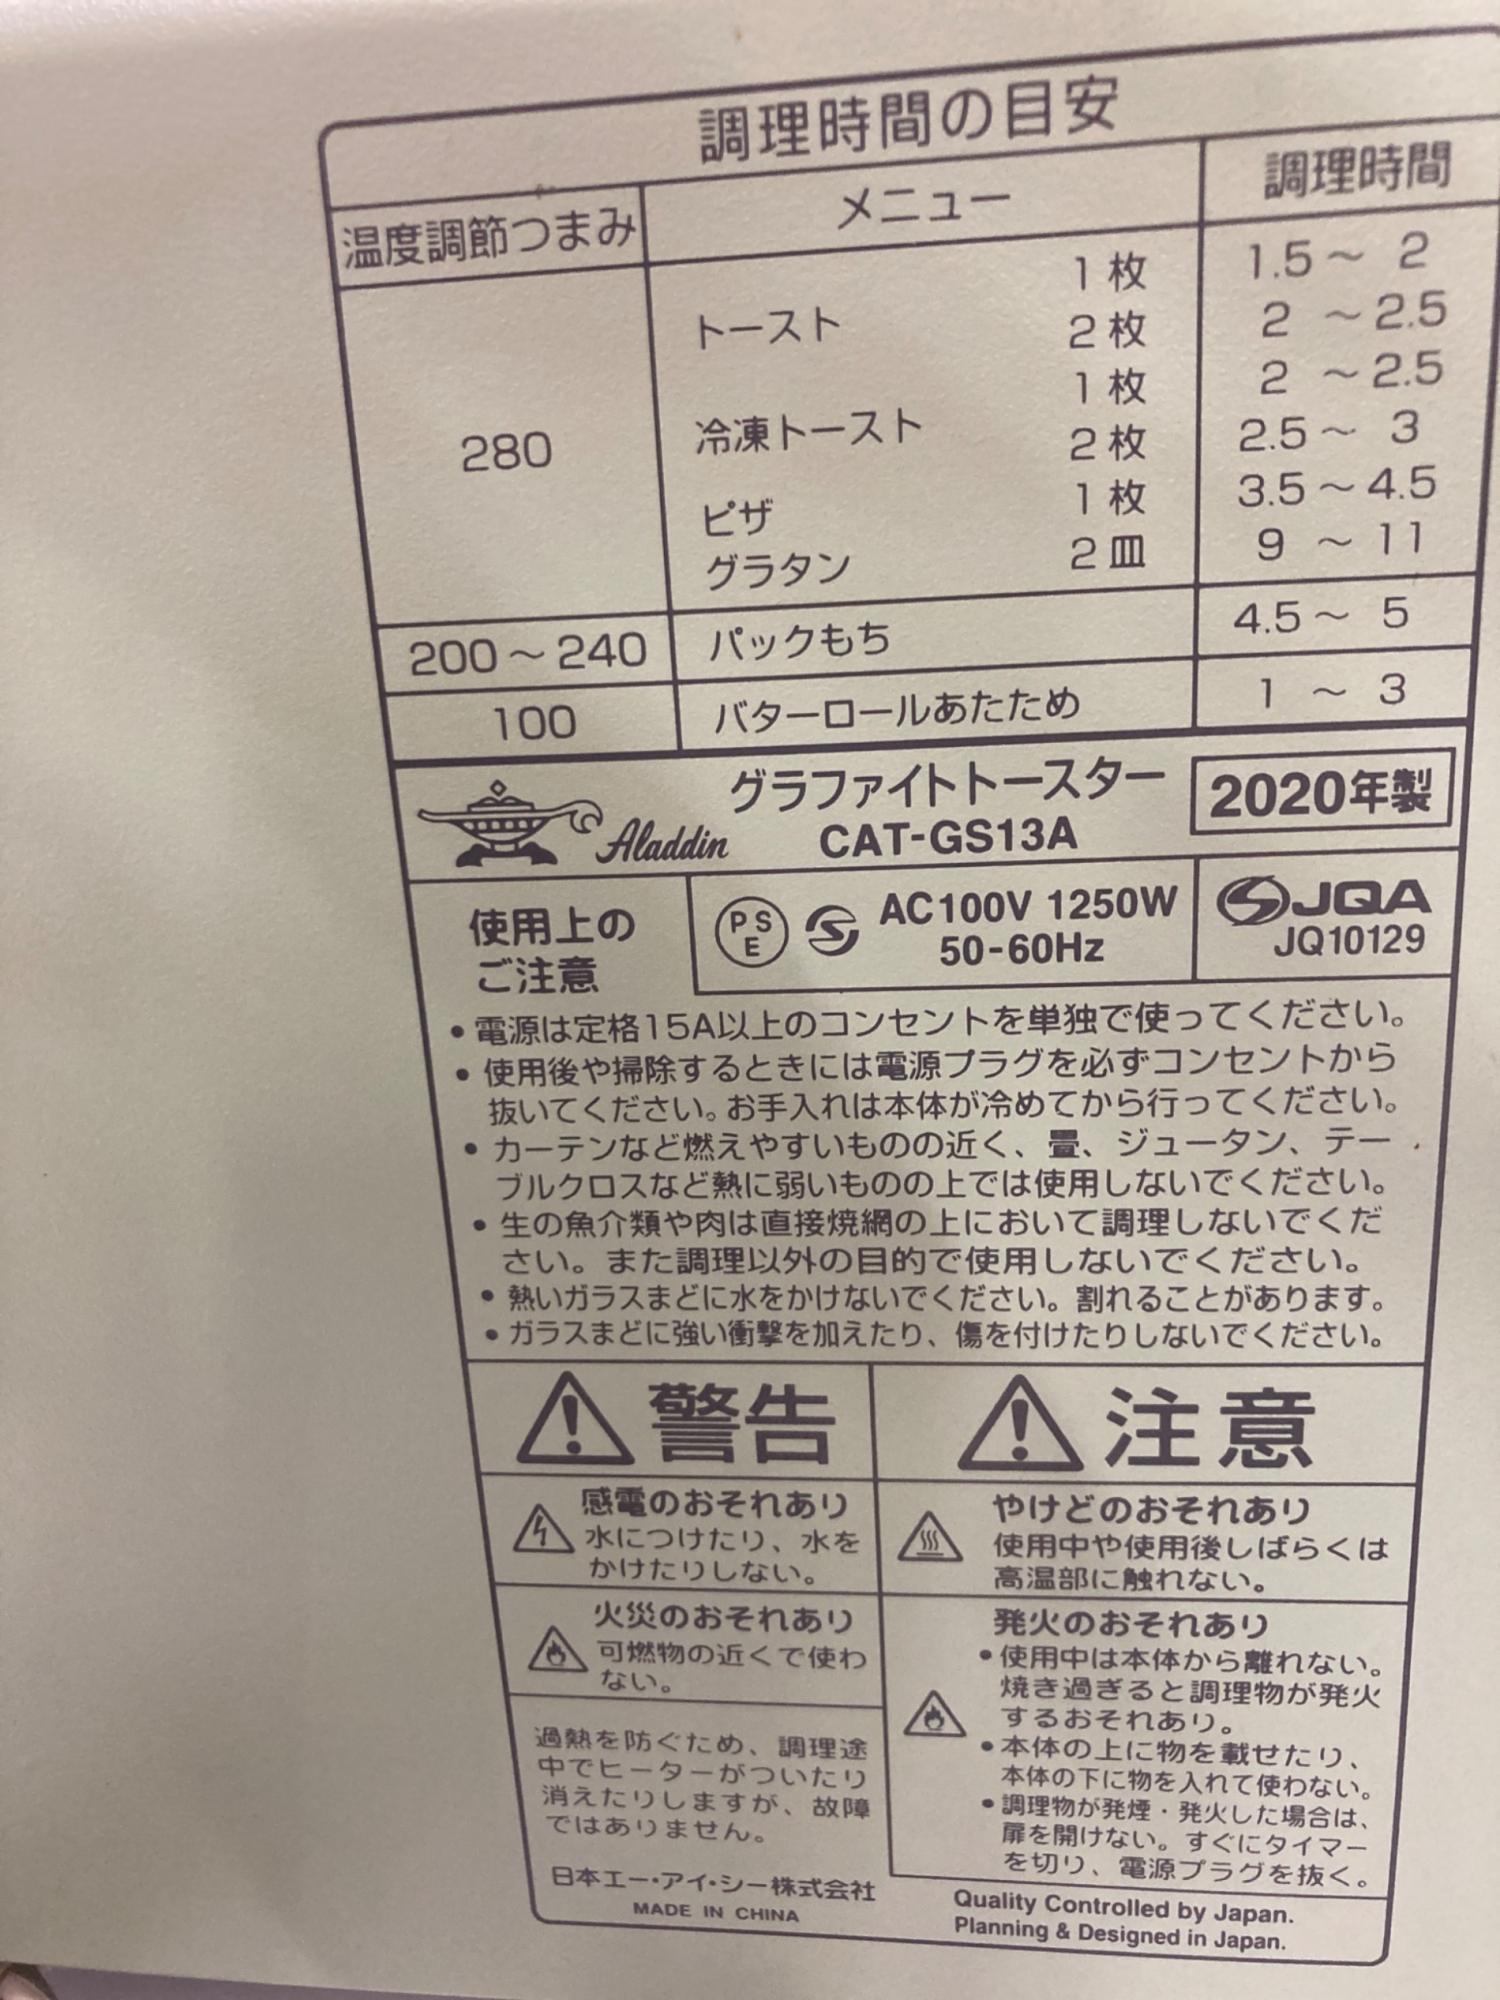 調理時間の目安
温度調節つまみ メニュー 調理時間
280 トースト 1枚 1.5～2
2枚 2～2.5
冷凍トースト 1枚 2～2.5
2枚 2.5～3
ピザ 1枚 3.5～4.5
グラタン 2皿 9～11
200～240 パックもち 4.5～5
100 バターロールあたため 1～3
Aladdin グラファイトトースター 2020年製
CAT-GS13A
使用上の
ご注意
PSE AC100V 1250W
50-60Hz
JQA
JQ10129
•電源は定格15A以上のコンセントを単独で使ってください。
•使用後や掃除するときには電源プラグを必ずコンセントから
抜いてください。お手入れは本体が冷めてから行ってください。
•カーテンなど燃えやすいものの近く、畳、ジュータン、テー
ブルクロスなど熱に弱いものの上では使用しないでください。
•生の魚介類や肉は直接焼網の上において調理しないでくだ
さい。また調理以外の目的で使用しないでください。
•熱いガラスまどに水をかけないでください。割れることがあります。
•ガラスまどに強い衝撃を加えたり、傷を付けたりしないでください。
警告
感電のおそれあり
水につけたり、水を
かけたりしない。
火災のおそれあり
可燃物の近くで使わ
ない。
過熱を防ぐため、調理途
中でヒーターがついたり
消えたりしますが、故障
ではありません。
日本エー・アイ・シー株式会社
MADE IN CHINA
注意
やけどのおそれあり
使用中や使用後しばらくは
高温部に触れない。
発火のおそれあり
•使用中は本体から離れない。
焼き過ぎると調理物が発火
するおそれあり。
•本体の上に物を載せたり、
本体の下に物を入れて使わない。
•調理物が発煙・発火した場合は、
扉を開けない。すぐにタイマー
を切り、電源プラグを抜く。
Quality Controlled by Japan.
Planning & Designed in Japan.